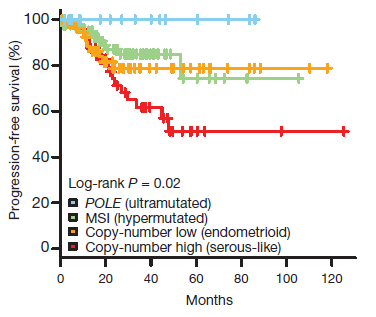 Progression-free survival (%)
100
80
60
40
20
0
Log-rank P = 0.02
POLE (ultramutated)
MSI (hypermutated)
Copy-number low (endometrioid)
Copy-number high (serous-like)
0 20 40 60 80 100 120
Months